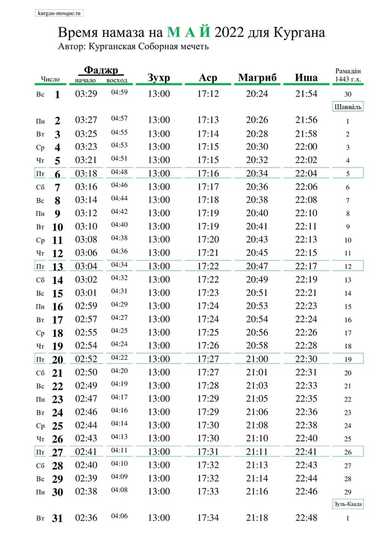 kurgan-mosque.ru
Время намаза на М А Й 2022 для Кургана
Автор: Курганская Соборная мечеть
Число Фаджр начало восход Зухр Аср Магриб Иша Рамадāн 1443 г.х.
Вс 1 03:29 04:59 13:00 17:12 20:24 21:54 30
Шаввāль
Пн 2 03:27 04:57 13:00 17:13 20:26 21:56 1
Вт 3 03:25 04:55 13:00 17:14 20:28 21:58 2
Ср 4 03:23 04:53 13:00 17:15 20:30 22:00 3
Чт 5 03:21 04:51 13:00 17:15 20:32 22:02 4
Пт 6 03:18 04:48 13:00 17:16 20:34 22:04 5
Сб 7 03:16 04:46 13:00 17:17 20:36 22:06 6
Вс 8 03:14 04:44 13:00 17:18 20:38 22:08 7
Пн 9 03:12 04:42 13:00 17:19 20:40 22:10 8
Вт 10 03:10 04:40 13:00 17:19 20:41 22:11 9
Ср 11 03:08 04:38 13:00 17:20 20:43 22:13 10
Чт 12 03:06 04:36 13:00 17:21 20:45 22:15 11
Пт 13 03:04 04:34 13:00 17:22 20:47 22:17 12
Сб 14 03:02 04:32 13:00 17:22 20:49 22:19 13
Вс 15 03:01 04:31 13:00 17:23 20:51 22:21 14
Пн 16 02:59 04:29 13:00 17:24 20:53 22:23 15
Вт 17 02:57 04:27 13:00 17:24 20:54 22:24 16
Ср 18 02:55 04:25 13:00 17:25 20:56 22:26 17
Чт 19 02:54 04:24 13:00 17:26 20:58 22:28 18
Пт 20 02:52 04:22 13:00 17:27 21:00 22:30 19
Сб 21 02:50 04:20 13:00 17:27 21:01 22:31 20
Вс 22 02:49 04:19 13:00 17:28 21:03 22:33 21
Пн 23 02:47 04:17 13:00 17:29 21:05 22:35 22
Вт 24 02:46 04:16 13:00 17:29 21:06 22:36 23
Ср 25 02:44 04:14 13:00 17:30 21:08 22:38 24
Чт 26 02:43 04:13 13:00 17:30 21:10 22:40 25
Пт 27 02:41 04:11 13:00 17:31 21:11 22:41 26
Сб 28 02:40 04:10 13:00 17:32 21:13 22:43 27
Вс 29 02:39 04:09 13:00 17:32 21:14 22:44 28
Пн 30 02:38 04:08 13:00 17:33 21:16 22:46 29
Зуль-Каада
Вт 31 02:36 04:06 13:00 17:34 21:18 22:48 1